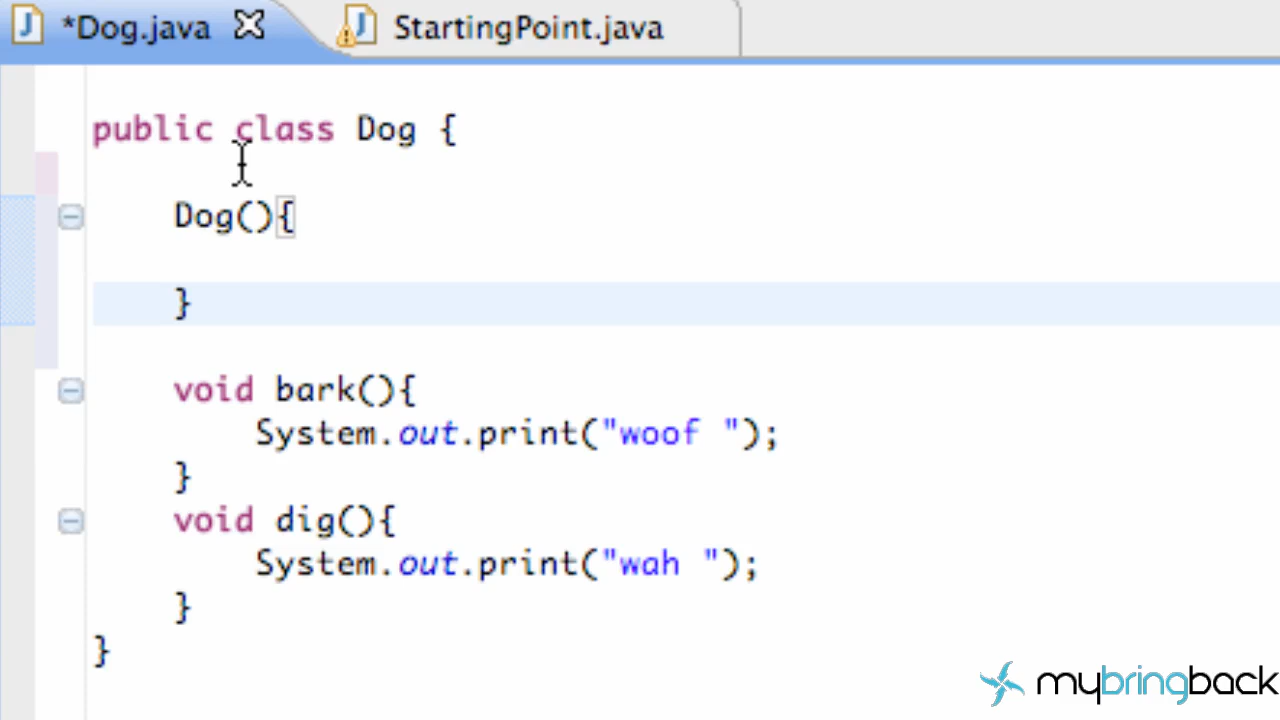 *Dog.java StartingPoint.java
public class Dog {
Dog(){
}
void bark(){
System.out.print("woof ");
}
void dig(){
System.out.print("wah ");
}
}
mybringback